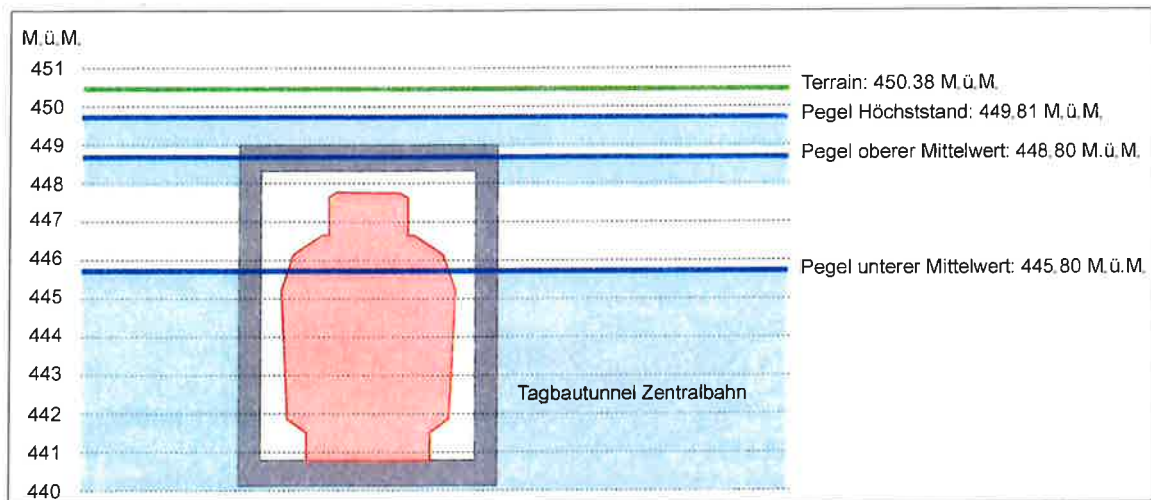 M.ü.M.
451
Terrain: 450.38 M.ü.M.
450
Pegel Höchststand: 449.81 M.ü.M.
449
Pegel oberer Mittelwert: 448.80 M.ü.M.
448
447
446
Pegel unterer Mittelwert: 445.80 M.ü.M.
445
444
443
Tagbautunnel Zentralbahn
442
441
440